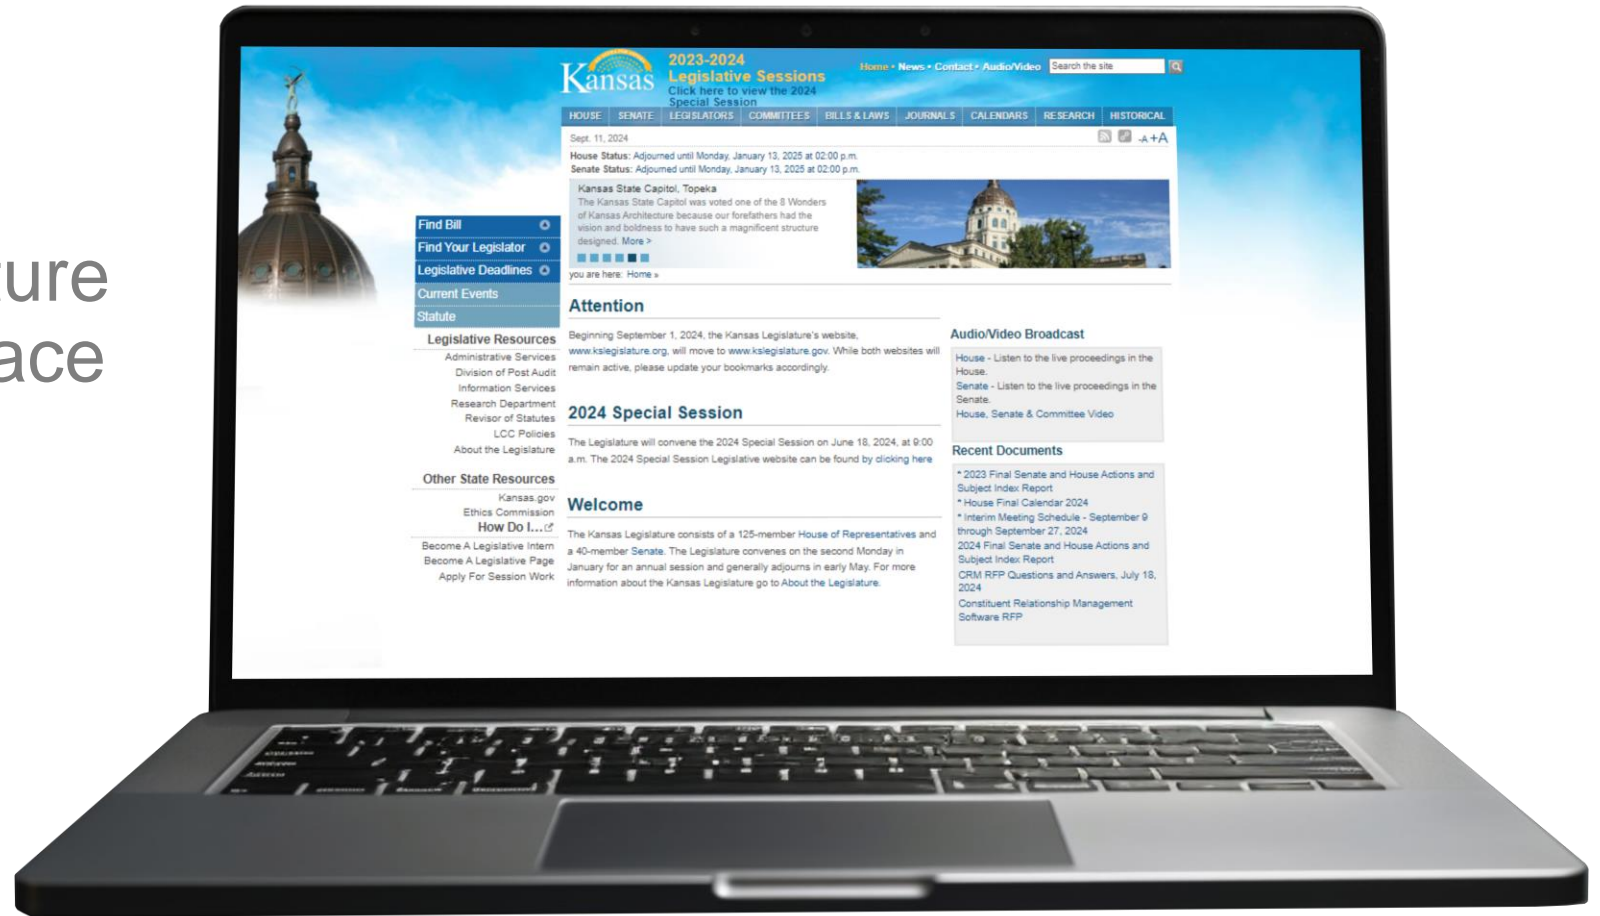 ture
ace
Kansas
2023-2024
Legislative Sessions
Click here to view the 2024
Special Session
Home • News • Contact • Audio/Video
Search the site
HOUSE SENATE LEGISLATORS COMMITTEES BILLS & LAWS JOURNALS CALENDARS RESEARCH HISTORICAL
Sept. 11, 2024
-A +A
House Status: Adjourned until Monday, January 13, 2025 at 02:00 p.m.
Senate Status: Adjourned until Monday, January 13, 2025 at 02:00 p.m.
Kansas State Capitol, Topeka
The Kansas State Capitol was voted one of the 8 Wonders
of Kansas Architecture because our forefathers had the
vision and boldness to have such a magnificent structure
designed. More >
you are here: Home »
Find Bill
Find Your Legislator
Legislative Deadlines
Current Events
Statute
Legislative Resources
Administrative Services
Division of Post Audit
Information Services
Research Department
Revisor of Statutes
LCC Policies
About the Legislature
Other State Resources
Kansas.gov
Ethics Commission
How Do I...
Become A Legislative Intern
Become A Legislative Page
Apply For Session Work
Attention
Beginning September 1, 2024, the Kansas Legislature's website,
www.kslegislature.org, will move to www.kslegislature.gov. While both websites will
remain active, please update your bookmarks accordingly.
2024 Special Session
The Legislature will convene the 2024 Special Session on June 18, 2024, at 9:00
a.m. The 2024 Special Session Legislative website can be found by clicking here
Welcome
The Kansas Legislature consists of a 125-member House of Representatives and
a 40-member Senate. The Legislature convenes on the second Monday in
January for an annual session and generally adjourns in early May. For more
information about the Kansas Legislature go to About the Legislature.
Audio/Video Broadcast
House - Listen to the live proceedings in the
House.
Senate - Listen to the live proceedings in the
Senate.
House, Senate & Committee Video
Recent Documents
* 2023 Final Senate and House Actions and
Subject Index Report
* House Final Calendar 2024
* Interim Meeting Schedule - September 9
through September 27, 2024
2024 Final Senate and House Actions and
Subject Index Report
CRM RFP Questions and Answers, July 18,
2024
Constituent Relationship Management
Software RFP